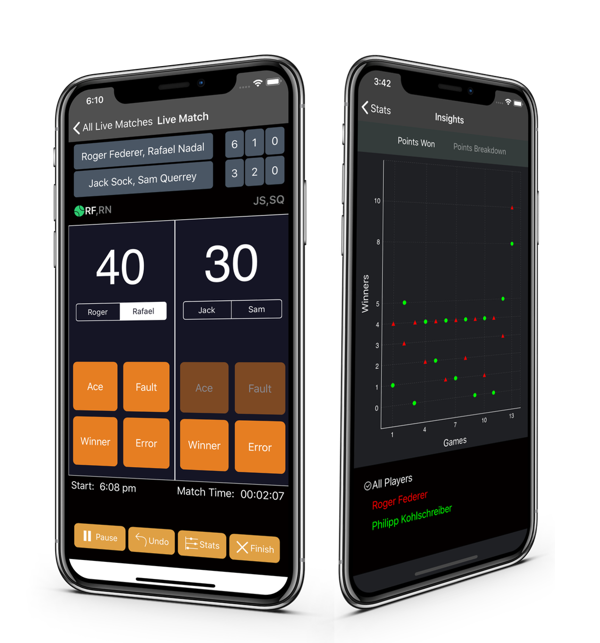 6:10
All Live Matches Live Match
Roger Federer, Rafael Nadal 6 1 0
Jack Sock, Sam Querrey 3 2 0
RF,RN JS,SQ
40 30
Roger Rafael Jack Sam
Ace Fault Ace Fault
Winner Error Winner Error
Start: 6:08 pm Match Time: 00:02:07
Pause Undo Stats Finish
3:42
Stats Insights
Points Won Points Breakdown
Winners
10
8
5
4
3
2
1
0
1 4 7 10 13
Games
All Players
Roger Federer
Philipp Kohlschreiber